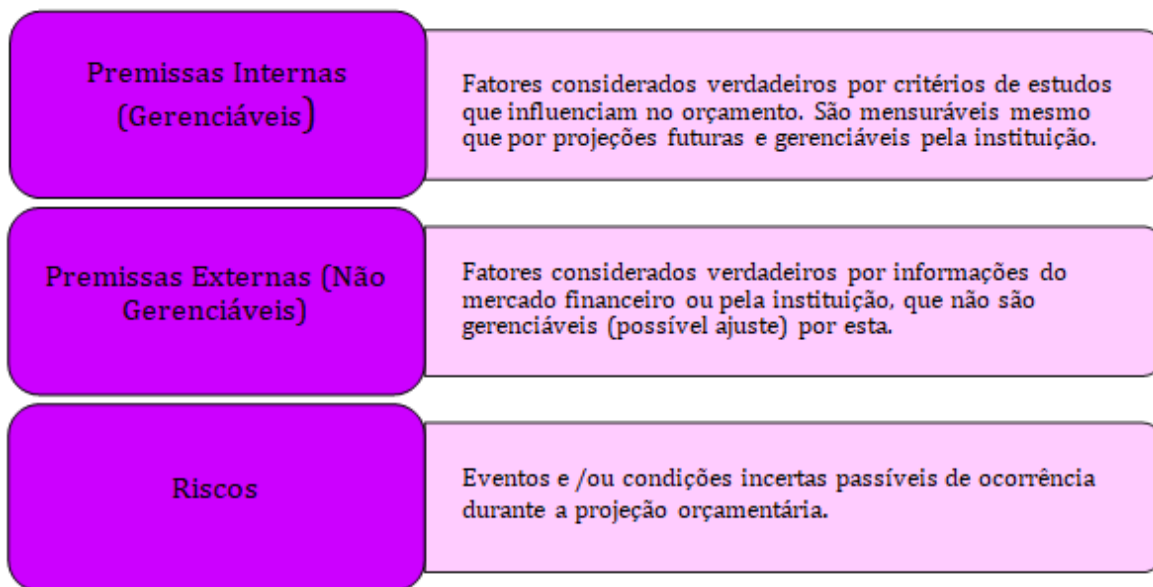 Premissas Internas
(Gerenciáveis)
Fatores considerados verdadeiros por critérios de estudos
que influenciam no orçamento. São mensuráveis mesmo
que por projeções futuras e gerenciáveis pela instituição.
Premissas Externas (Não
Gerenciáveis)
Fatores considerados verdadeiros por informações do
mercado financeiro ou pela instituição, que não são
gerenciáveis (possível ajuste) por esta.
Riscos
Eventos e /ou condições incertas passíveis de ocorrência
durante a projeção orçamentária.